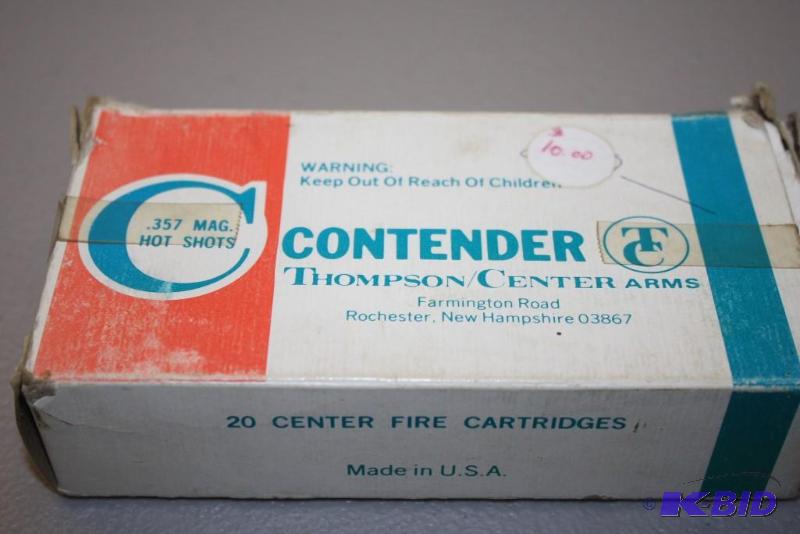 WARNING:
Keep Out Of Reach Of Children
$
10.00
C
.357 MAG.
HOT SHOTS
CONTENDER
TC
THOMPSON/CENTER ARMS
Farmington Road
Rochester, New Hampshire 03867
20 CENTER FIRE CARTRIDGES
Made in U.S.A.
© K-BID